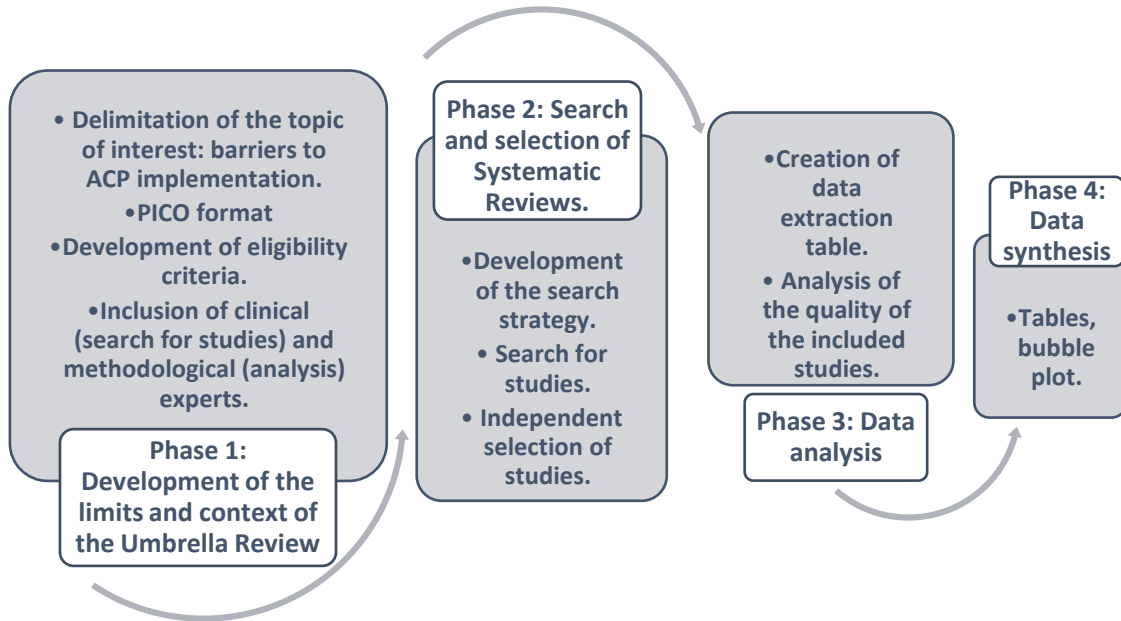 • Delimitation of the topic
of interest: barriers to
ACP implementation.
•PICO format
•Development of eligibility
criteria.
•Inclusion of clinical
(search for studies) and
methodological (analysis)
experts.
Phase 1:
Development of the
limits and context of
the Umbrella Review
Phase 2: Search
and selection of
Systematic
Reviews.
•Development
of the search
strategy.
• Search for
studies.
• Independent
selection of
studies.
•Creation of
data
extraction
table.
• Analysis of
the quality of
the included
studies.
Phase 3: Data
analysis
Phase 4:
Data
synthesis
•Tables,
bubble
plot.